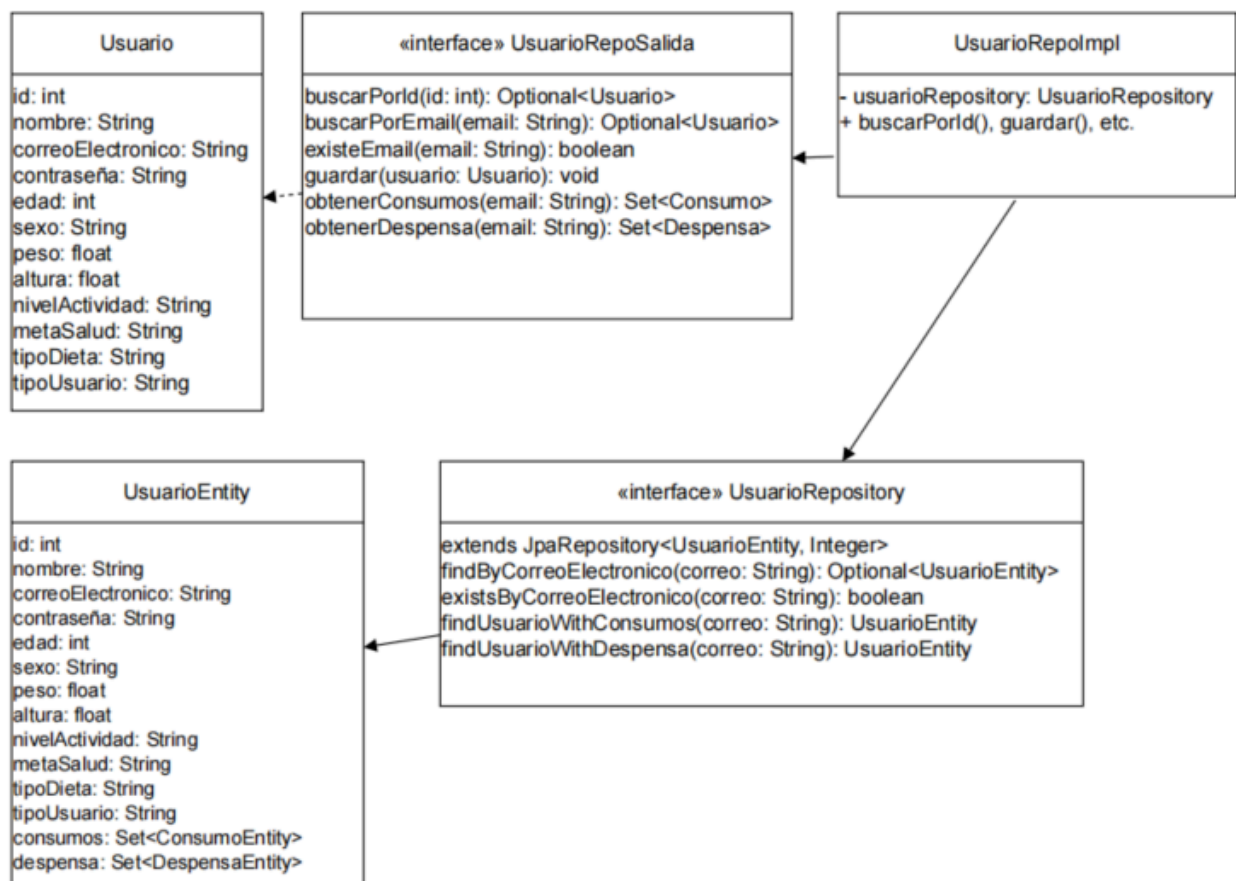 Usuario
id: int
nombre: String
correoElectronico: String
contraseña: String
edad: int
sexo: String
peso: float
altura: float
nivelActividad: String
metaSalud: String
tipoDieta: String
tipoUsuario: String
«interface» UsuarioRepoSalida
buscarPorId(id: int): Optional<Usuario>
buscarPorEmail(email: String): Optional<Usuario>
existeEmail(email: String): boolean
guardar(usuario: Usuario): void
obtenerConsumos(email: String): Set<Consumo>
obtenerDespensa(email: String): Set<Despensa>
UsuarioRepoImpl
- usuarioRepository: UsuarioRepository
+ buscarPorId(), guardar(), etc.
UsuarioEntity
id: int
nombre: String
correoElectronico: String
contraseña: String
edad: int
sexo: String
peso: float
altura: float
nivelActividad: String
metaSalud: String
tipoDieta: String
tipoUsuario: String
consumos: Set<ConsumoEntity>
despensa: Set<DespensaEntity>
«interface» UsuarioRepository
extends JpaRepository<UsuarioEntity, Integer>
findByCorreoElectronico(correo: String): Optional<UsuarioEntity>
existsByCorreoElectronico(correo: String): boolean
findUsuarioWithConsumos(correo: String): UsuarioEntity
findUsuarioWithDespensa(correo: String): UsuarioEntity